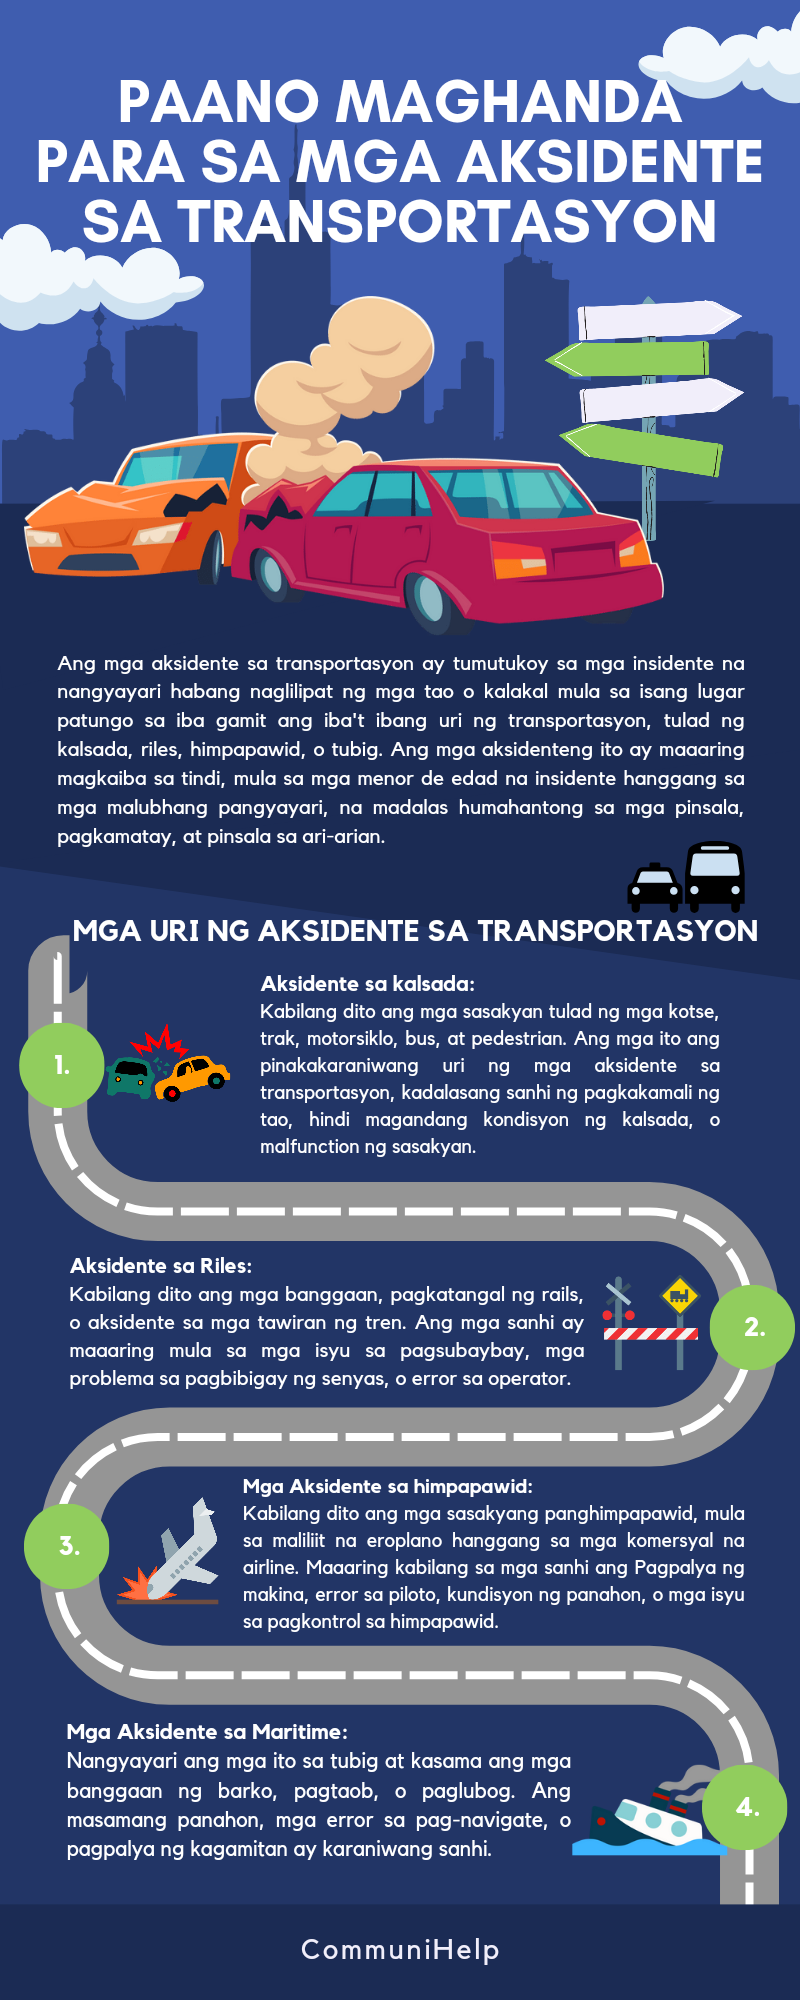 PAANO MAGHANDA
PARA SA MGA AKSIDENTE
SA TRANSPORTASYON
Ang mga aksidente sa transportasyon ay tumutukoy sa mga insidente na
nangyayari habang naglilipat ng mga tao o kalakal mula sa isang lugar
patungo sa iba gamit ang iba't ibang uri ng transportasyon, tulad ng
kalsada, riles, himpapawid, o tubig. Ang mga aksidenteng ito ay maaaring
magkaiba sa tindi, mula sa mga menor de edad na insidente hanggang sa
mga malubhang pangyayari, na madalas humahantong sa mga pinsala,
pagkamatay, at pinsala sa ari-arian.
MGA URI NG AKSIDENTE SA TRANSPORTASYON
1.
Aksidente sa kalsada:
Kabilang dito ang mga sasakyan tulad ng mga kotse,
trak, motorsiklo, bus, at pedestrian. Ang mga ito ang
pinakakaraniwang uri ng mga aksidente sa
transportasyon, kadalasang sanhi ng pagkakamali ng
tao, hindi magandang kondisyon ng kalsada, o
malfunction ng sasakyan.
Aksidente sa Riles:
Kabilang dito ang mga banggaan, pagkatangal ng rails,
o aksidente sa mga tawiran ng tren. Ang mga sanhi ay
maaaring mula sa mga isyu sa pagsubaybay, mga
problema sa pagbibigay ng senyas, o error sa operator.
2.
3.
Mga Aksidente sa himpapawid:
Kabilang dito ang mga sasakyang panghimpapawid, mula
sa maliliit na eroplano hanggang sa mga komersyal na
airline. Maaaring kabilang sa mga sanhi ang Pagpalya ng
makina, error sa piloto, kundisyon ng panahon, o mga isyu
sa pagkontrol sa himpapawid.
Mga Aksidente sa Maritime:
Nangyayari ang mga ito sa tubig at kasama ang mga
banggaan ng barko, pagtaob, o paglubog. Ang
masamang panahon, mga error sa pag-navigate, o
pagpalya ng kagamitan ay karaniwang sanhi.
4.
CommuniHelp